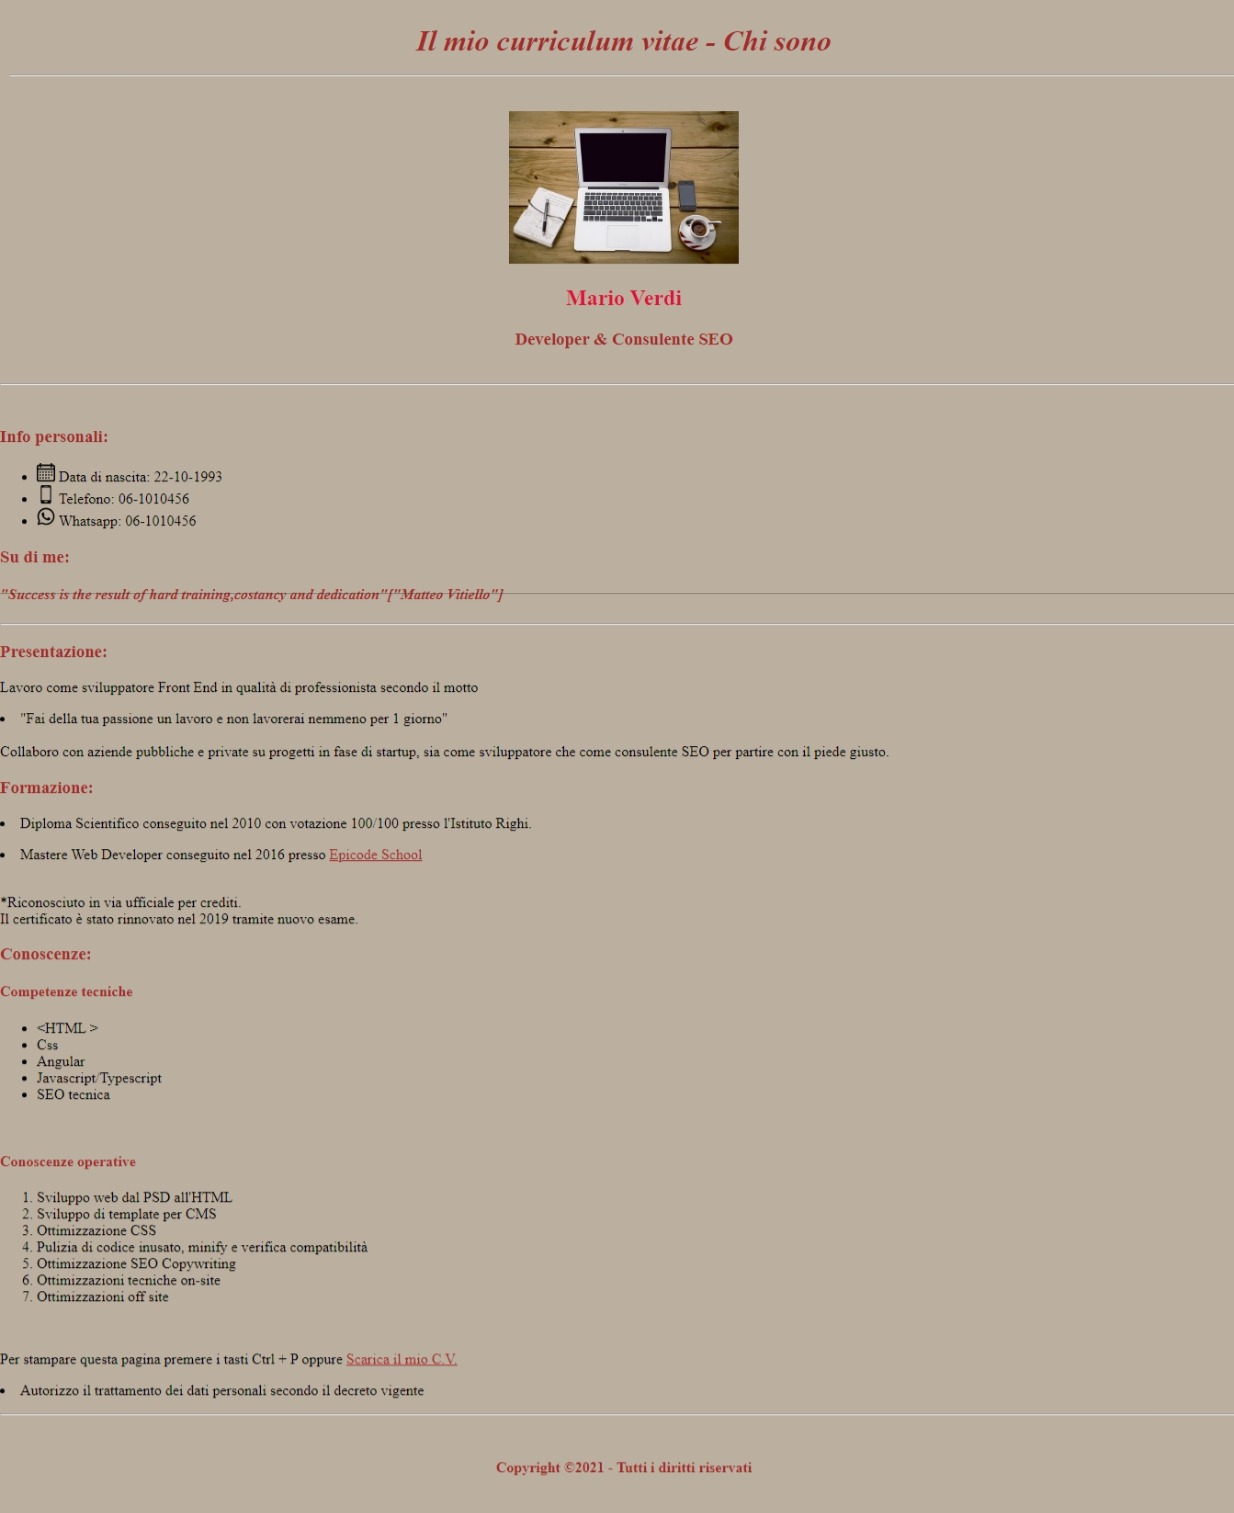 Il mio curriculum vitae - Chi sono
Mario Verdi
Developer & Consulente SEO
Info personali:
Data di nascita: 22-10-1993
Telefono: 06-1010456
Whatsapp: 06-1010456
Su di me:
"Success is the result of hard training,costancy and dedication"["Matteo Vitiello"]
Presentazione:
Lavoro come sviluppatore Front End in qualità di professionista secondo il motto
"Fai della tua passione un lavoro e non lavorerai nemmeno per 1 giorno"
Collaboro con aziende pubbliche e private su progetti in fase di startup, sia come sviluppatore che come consulente SEO per partire con il piede giusto.
Formazione:
Diploma Scientifico conseguito nel 2010 con votazione 100/100 presso l'Istituto Righi.
Mastere Web Developer conseguito nel 2016 presso Epicode School
*Riconosciuto in via ufficiale per crediti.
Il certificato è stato rinnovato nel 2019 tramite nuovo esame.
Conoscenze:
Competenze tecniche
<HTML >
Css
Angular
Javascript/Typescript
SEO tecnica
Conoscenze operative
1. Sviluppo web dal PSD all'HTML
2. Sviluppo di template per CMS
3. Ottimizzazione CSS
4. Pulizia di codice inusato, minify e verifica compatibilità
5. Ottimizzazione SEO Copywriting
6. Ottimizzazioni tecniche on-site
7. Ottimizzazioni off site
Per stampare questa pagina premere i tasti Ctrl + P oppure Scarica il mio C.V.
Autorizzo il trattamento dei dati personali secondo il decreto vigente
Copyright ©2021 - Tutti i diritti riservati